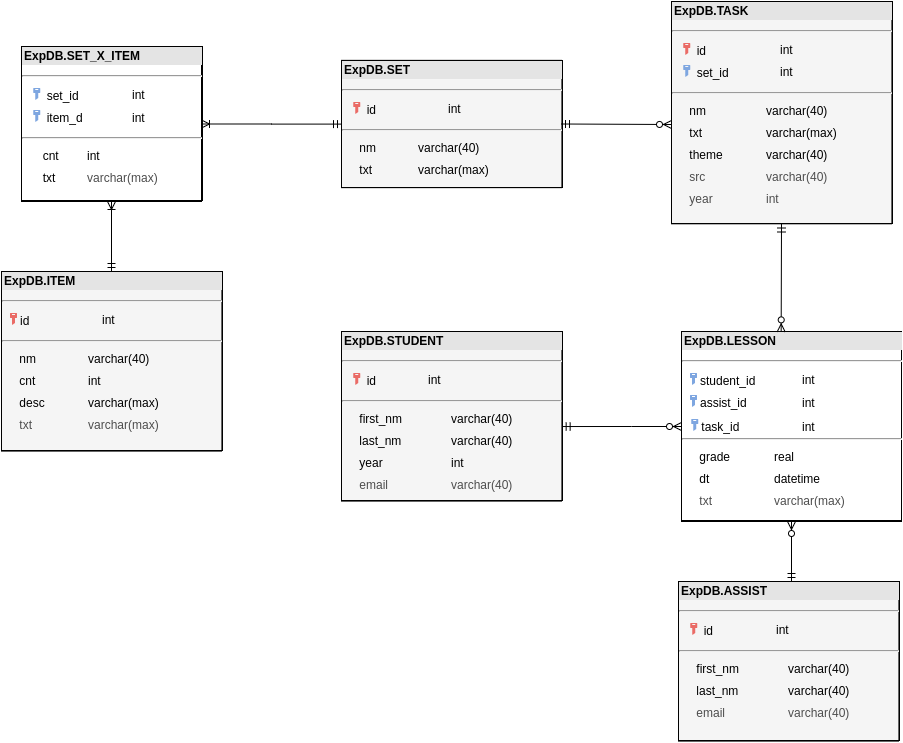 ExpDB.TASK
id int
set_id int
nm varchar(40)
txt varchar(max)
theme varchar(40)
src varchar(40)
year int
ExpDB.SET_X_ITEM
set_id int
item_d int
cnt int
txt varchar(max)
ExpDB.SET
id int
nm varchar(40)
txt varchar(max)
ExpDB.ITEM
id int
nm varchar(40)
cnt int
desc varchar(max)
txt varchar(max)
ExpDB.STUDENT
id int
first_nm varchar(40)
last_nm varchar(40)
year int
email varchar(40)
ExpDB.LESSON
student_id int
assist_id int
task_id int
grade real
dt datetime
txt varchar(max)
ExpDB.ASSIST
id int
first_nm varchar(40)
last_nm varchar(40)
email varchar(40)